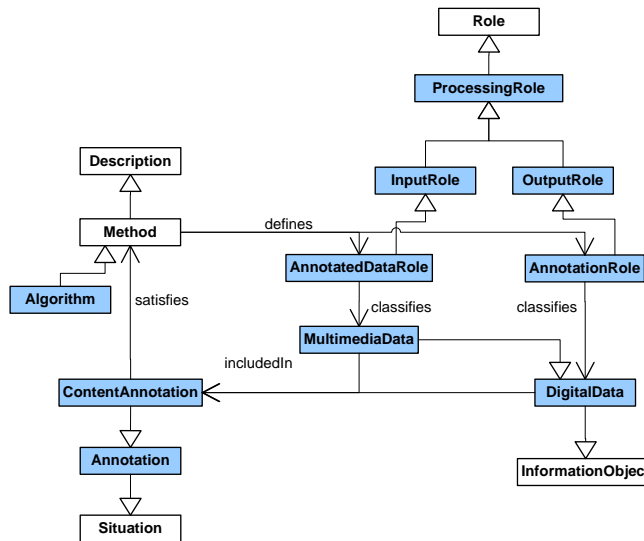 Role
ProcessingRole
Description
InputRole
OutputRole
Method
defines
AnnotatedDataRole
AnnotationRole
Algorithm
satisfies
classifies
classifies
MultimediaData
includedIn
ContentAnnotation
DigitalData
Annotation
InformationObjec
Situation